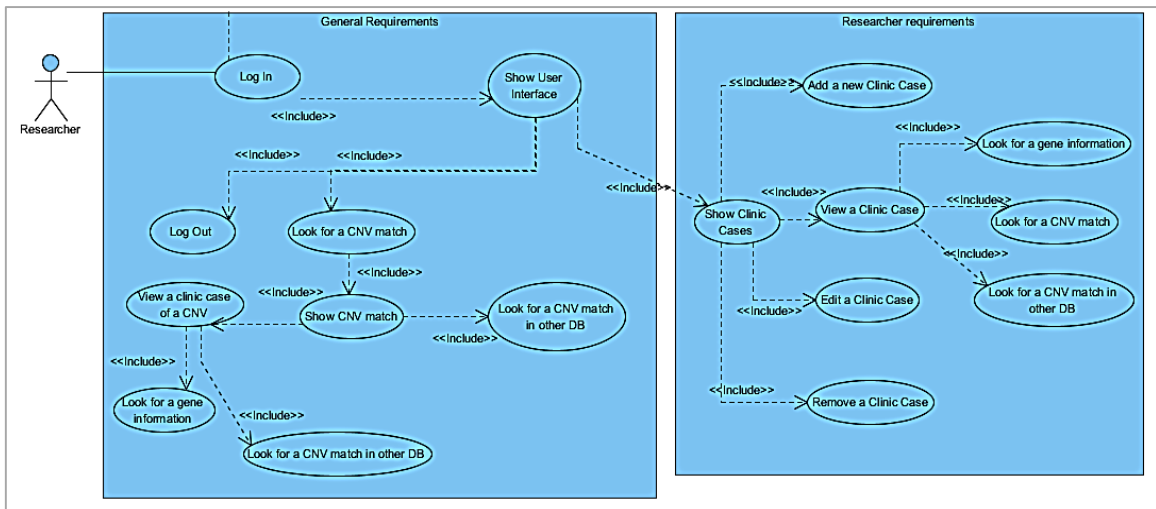 General Requirements
Researcher requirements
Researcher
Log In
<<Include>>
Show User
Interface
<<Include>>
<<Include>>
Log Out
Look for a CNV match
<<Include>>
View a clinic case
of a CNV
<<Include>>
Show CNV match
<<Include>>
Look for a CNV match
in other DB
<<Include>>
Look for a gene
information
<<Include>>
Look for a CNV match in other DB
<<Include>>
Show Clinic
Cases
<<Include>>
Add a new Clinic Case
<<Include>>
View a Clinic Case
<<Include>>
Look for a gene information
<<Include>>
Look for a CNV match
<<Include>>
Look for a CNV match in
other DB
<<Include>>
Edit a Clinic Case
<<Include>>
Remove a Clinic Case